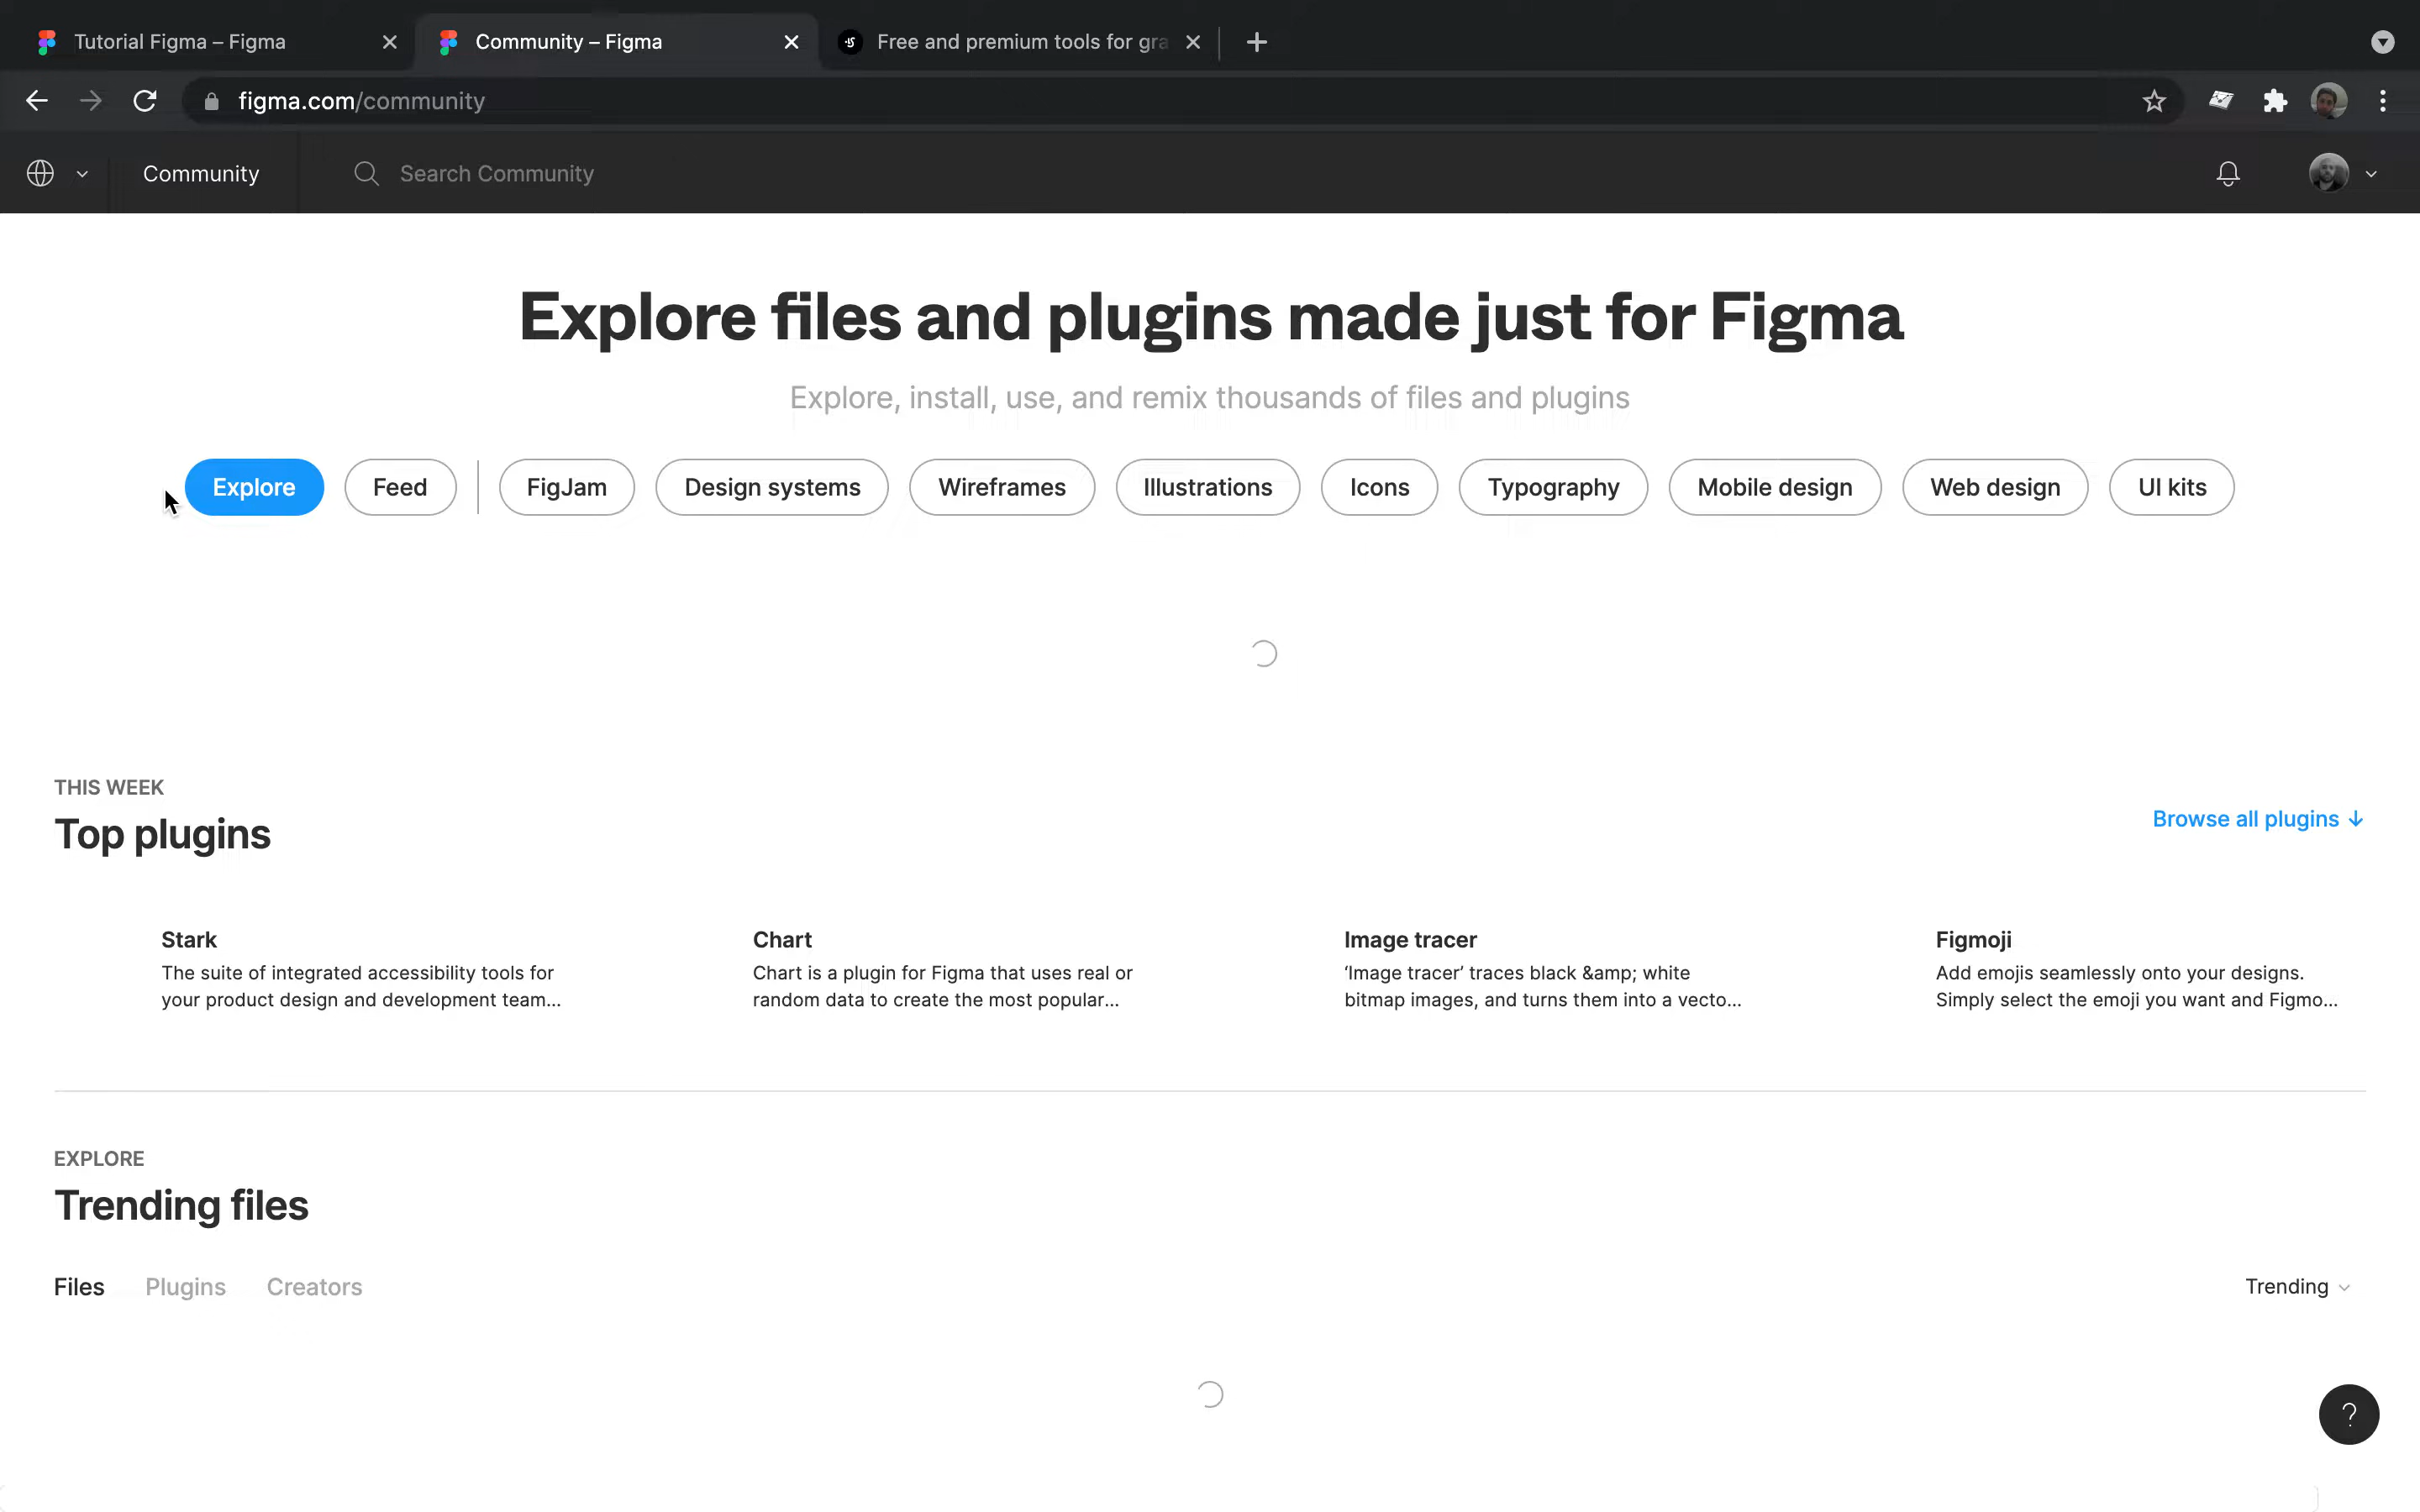 Tutorial Figma – Figma
Community – Figma
Free and premium tools for gra
figma.com/community
Community
Search Community
Explore files and plugins made just for Figma
Explore, install, use, and remix thousands of files and plugins
Explore
Feed
FigJam
Design systems
Wireframes
Illustrations
Icons
Typography
Mobile design
Web design
UI kits
THIS WEEK
Top plugins
Browse all plugins ↓
Stark
The suite of integrated accessibility tools for
your product design and development team...
Chart
Chart is a plugin for Figma that uses real or
random data to create the most popular...
Image tracer
‘Image tracer’ traces black &amp; white
bitmap images, and turns them into a vecto...
Figmoji
Add emojis seamlessly onto your designs.
Simply select the emoji you want and Figmo...
EXPLORE
Trending files
Files
Plugins
Creators
Trending
?